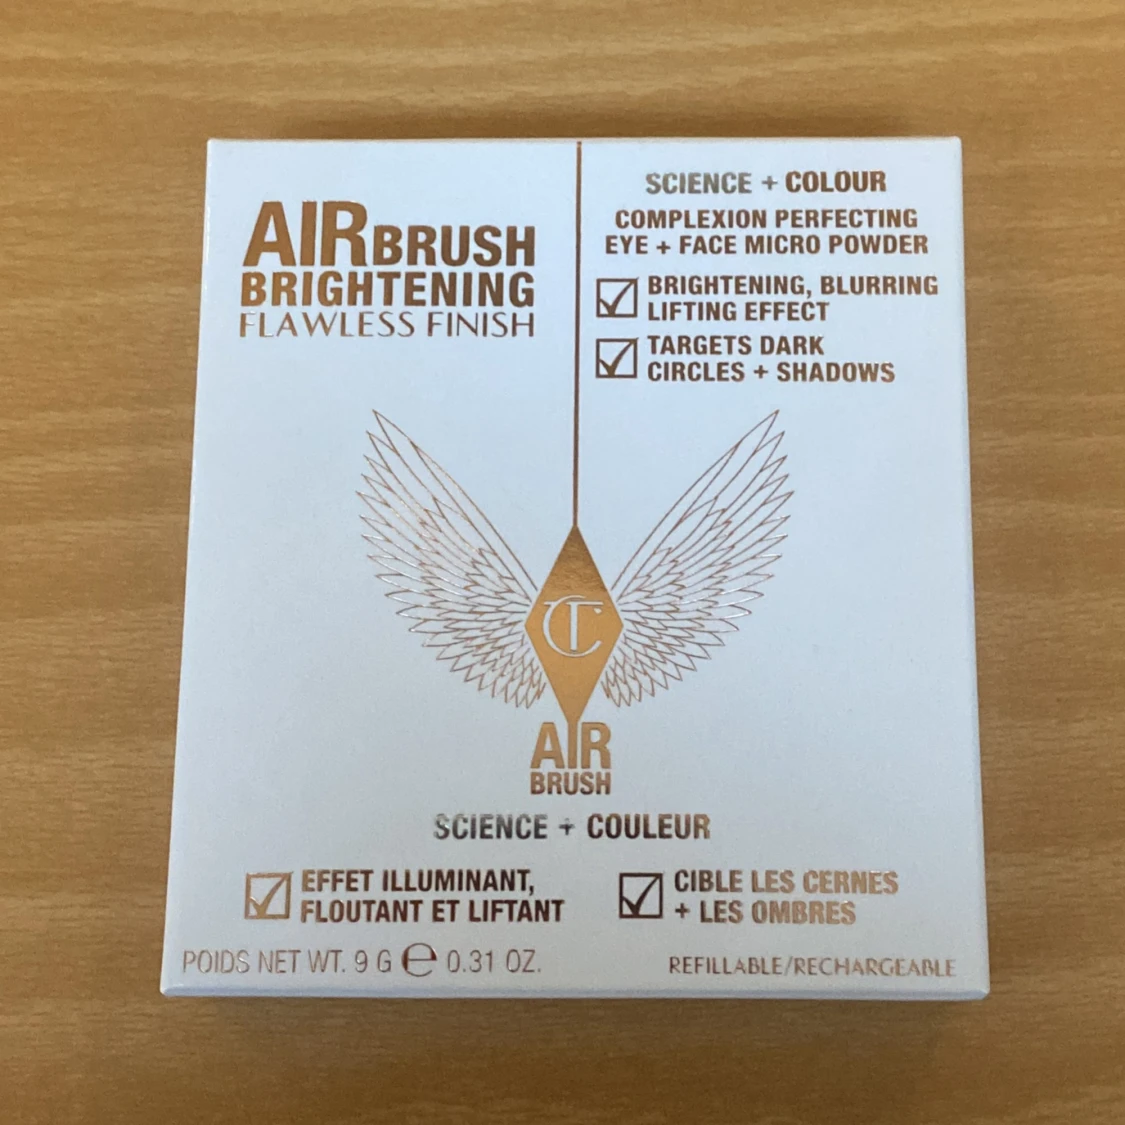 AIRBRUSH
BRIGHTENING
FLAWLESS FINISH
SCIENCE + COLOUR
COMPLEXION PERFECTING
EYE + FACE MICRO POWDER
BRIGHTENING, BLURRING
LIFTING EFFECT
TARGETS DARK
CIRCLES + SHADOWS
CT
AIR
BRUSH
SCIENCE + COULEUR
EFFET ILLUMINANT,
FLOUTANT ET LIFTANT
CIBLE LES CERNES
+ LES OMBRES
POIDS NET WT. 9 G ℮ 0.31 OZ.
REFILLABLE/RECHARGEABLE